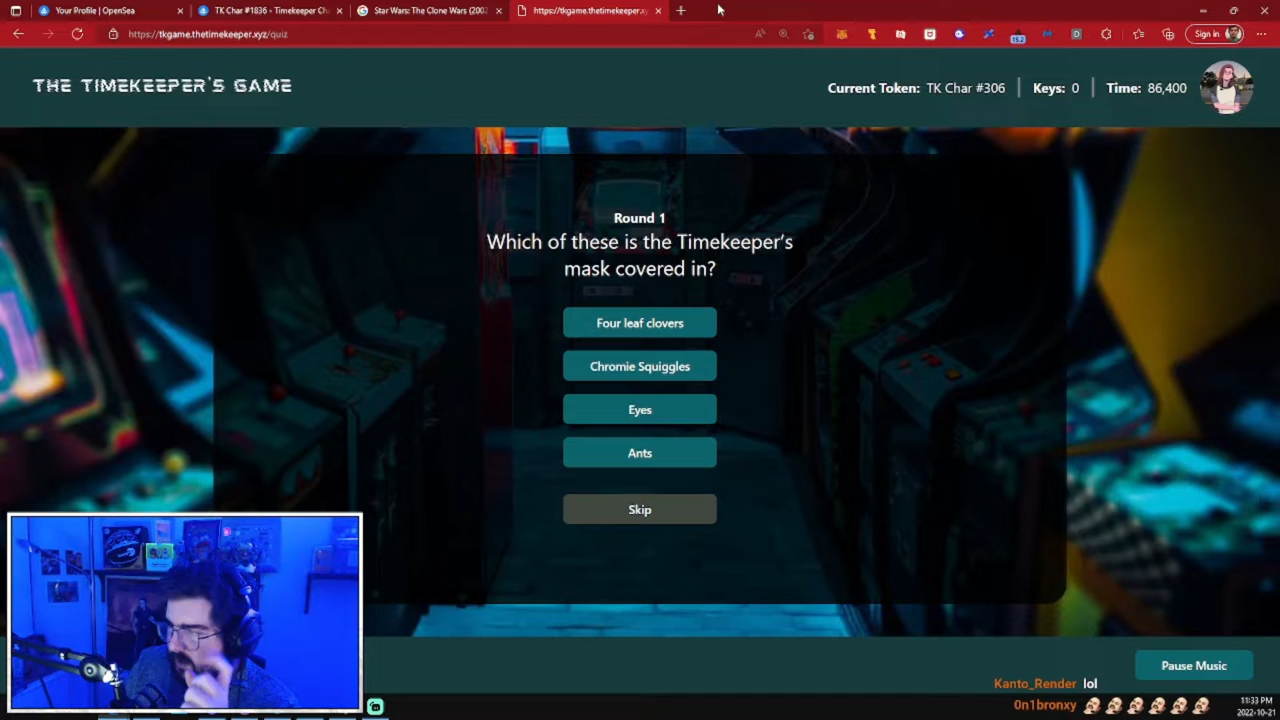 Your Profile | OpenSea
TK Char #1836 - Timekeeper Ch
Star Wars: The Clone Wars (200
https://tkgame.thetimekeeper.xy
https://tkgame.thetimekeeper.xyz/quiz
15.2
Sign in
THE TIMEKEEPER'S GAME
Current Token: TK Char #306
Keys: 0
Time: 86,400
Round 1
Which of these is the Timekeeper's
mask covered in?
Four leaf clovers
Chromie Squiggles
Eyes
Ants
Skip
Pause Music
Kanto_Render lol
0n1bronxy
11:33 PM
2022-10-21